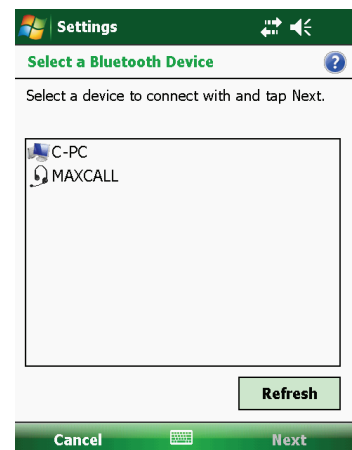 Settings
Select a Bluetooth Device
Select a device to connect with and tap Next.
C-PC
MAXCALL
Refresh
Cancel
Next